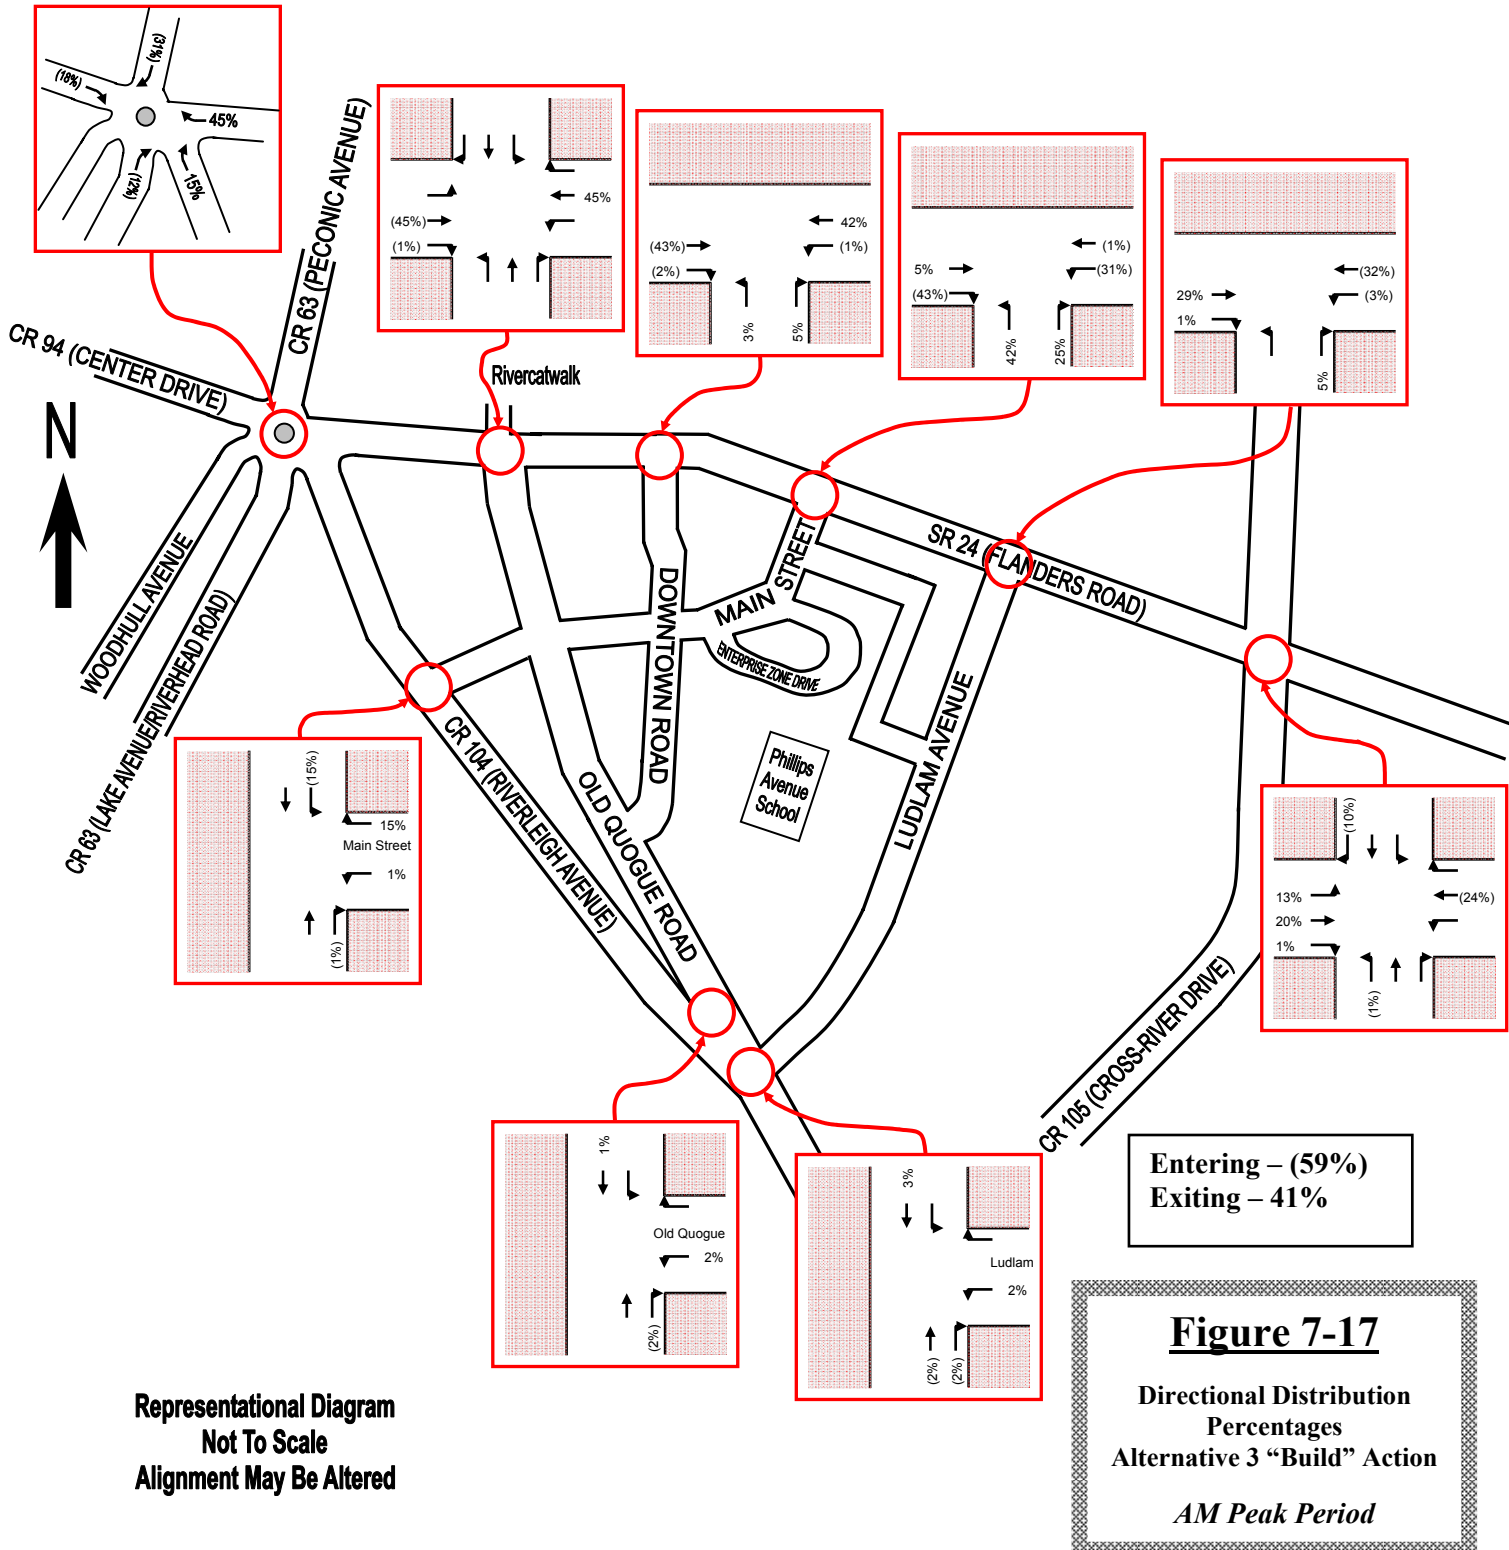 (31%)
(18%)
45%
(12%)
15%
CR 63 (PECONIC AVENUE)
45%
(45%)
(1%)
42%
(43%)
(1%)
(2%)
3%
5%
(1%)
5%
(31%)
(43%)
42%
25%
(32%)
29%
(3%)
1%
5%
CR 94 (CENTER DRIVE)
Rivercatwalk
N
SR 24 (FLANDERS ROAD)
MAIN STREET
DOWNTOWN ROAD
ENTERPRISE ZONE DRIVE
WOODHULL AVENUE
CR 63 (LAKE AVENUE/RIVERHEAD ROAD)
CR 104 (RIVERLEIGH AVENUE)
OLD QUOGUE ROAD
LUDLAM AVENUE
Phillips
Avenue
School
CR 105 (CROSS-RIVER DRIVE)
(15%)
15%
Main Street
1%
(1%)
(10%)
13%
(24%)
20%
1%
(1%)
1%
Old Quogue
2%
(2%)
3%
Ludlam
2%
(2%)
(2%)
Entering – (59%)
Exiting – 41%
Figure 7-17
Directional Distribution
Percentages
Alternative 3 “Build” Action
AM Peak Period
Representational Diagram
Not To Scale
Alignment May Be Altered